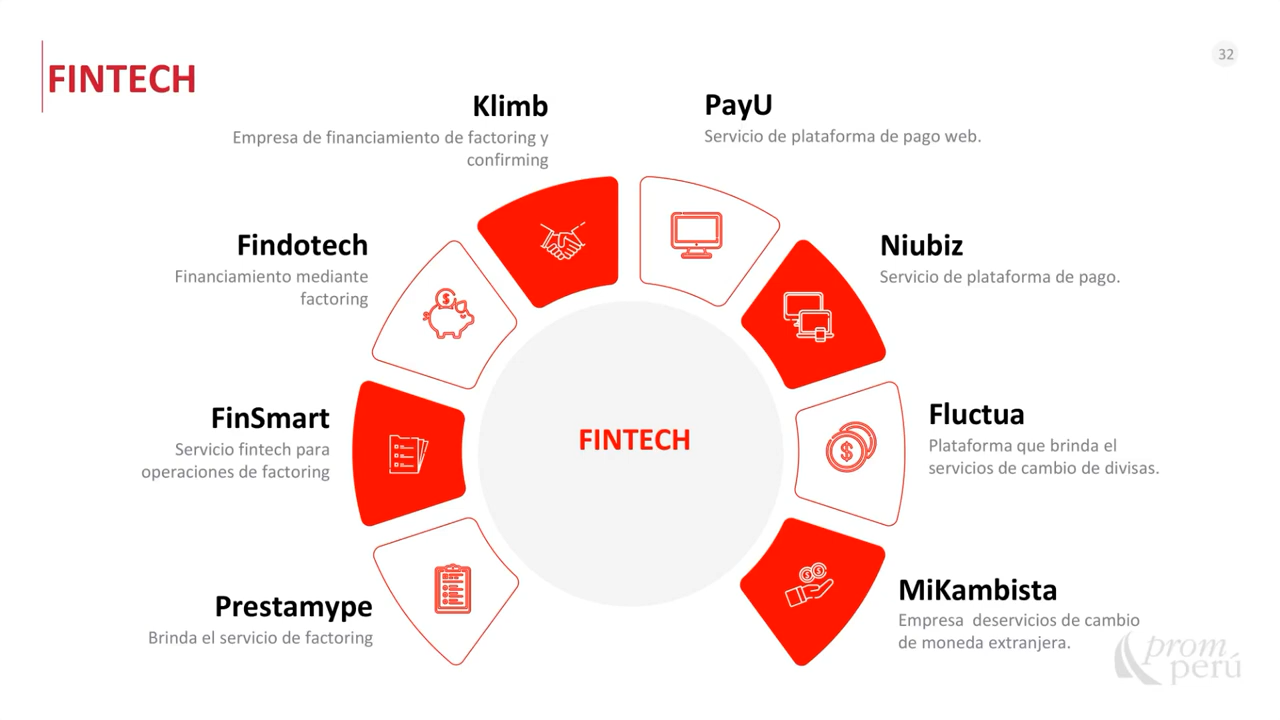 32
FINTECH
Klimb
Empresa de financiamiento de factoring y
confirming
PayU
Servicio de plataforma de pago web.
Findotech
Financiamiento mediante
factoring
Niubiz
Servicio de plataforma de pago.
FinSmart
Servicio fintech para
operaciones de factoring
FINTECH
Fluctua
Plataforma que brinda el
servicios de cambio de divisas.
Prestamype
Brinda el servicio de factoring
MiKambista
Empresa  deservicios de cambio
de moneda extranjera.
prom
perú